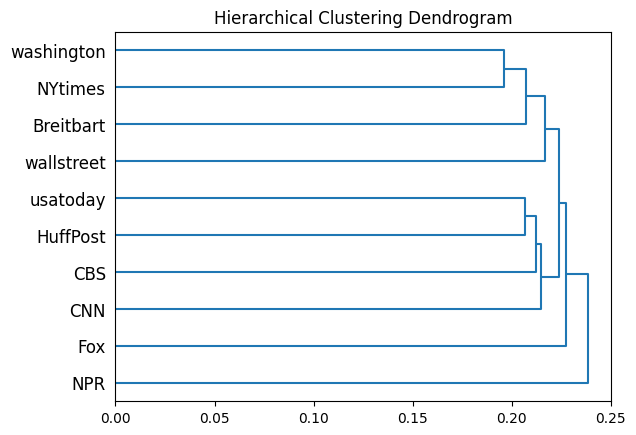 Hierarchical Clustering Dendrogram
washington
NYtimes
Breitbart
wallstreet
usatoday
HuffPost
CBS
CNN
Fox
NPR
0.00 0.05 0.10 0.15 0.20 0.25